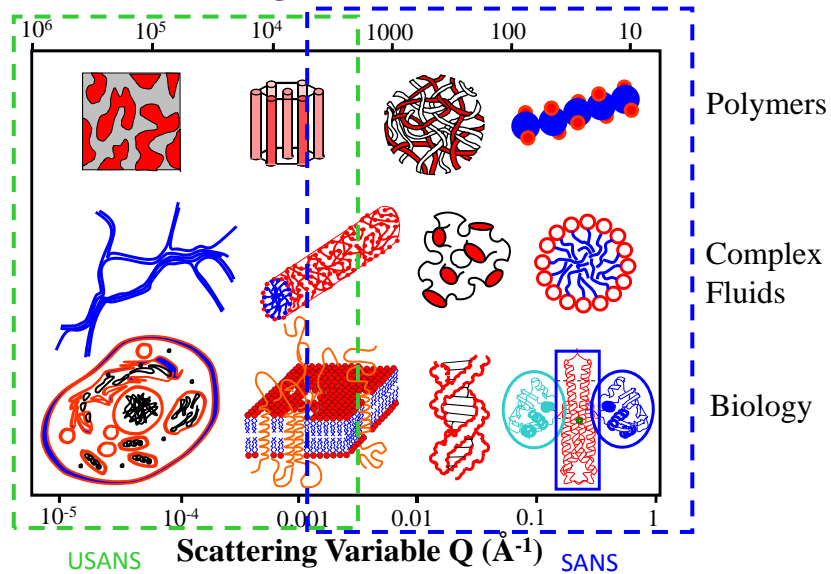 10⁶ 10⁵ 10⁴ 1000 100 10
Polymers
Complex
Fluids
Biology
10⁻⁵ 10⁻⁴ 0.001 0.01 0.1 1
USANS Scattering Variable Q (Å⁻¹) SANS